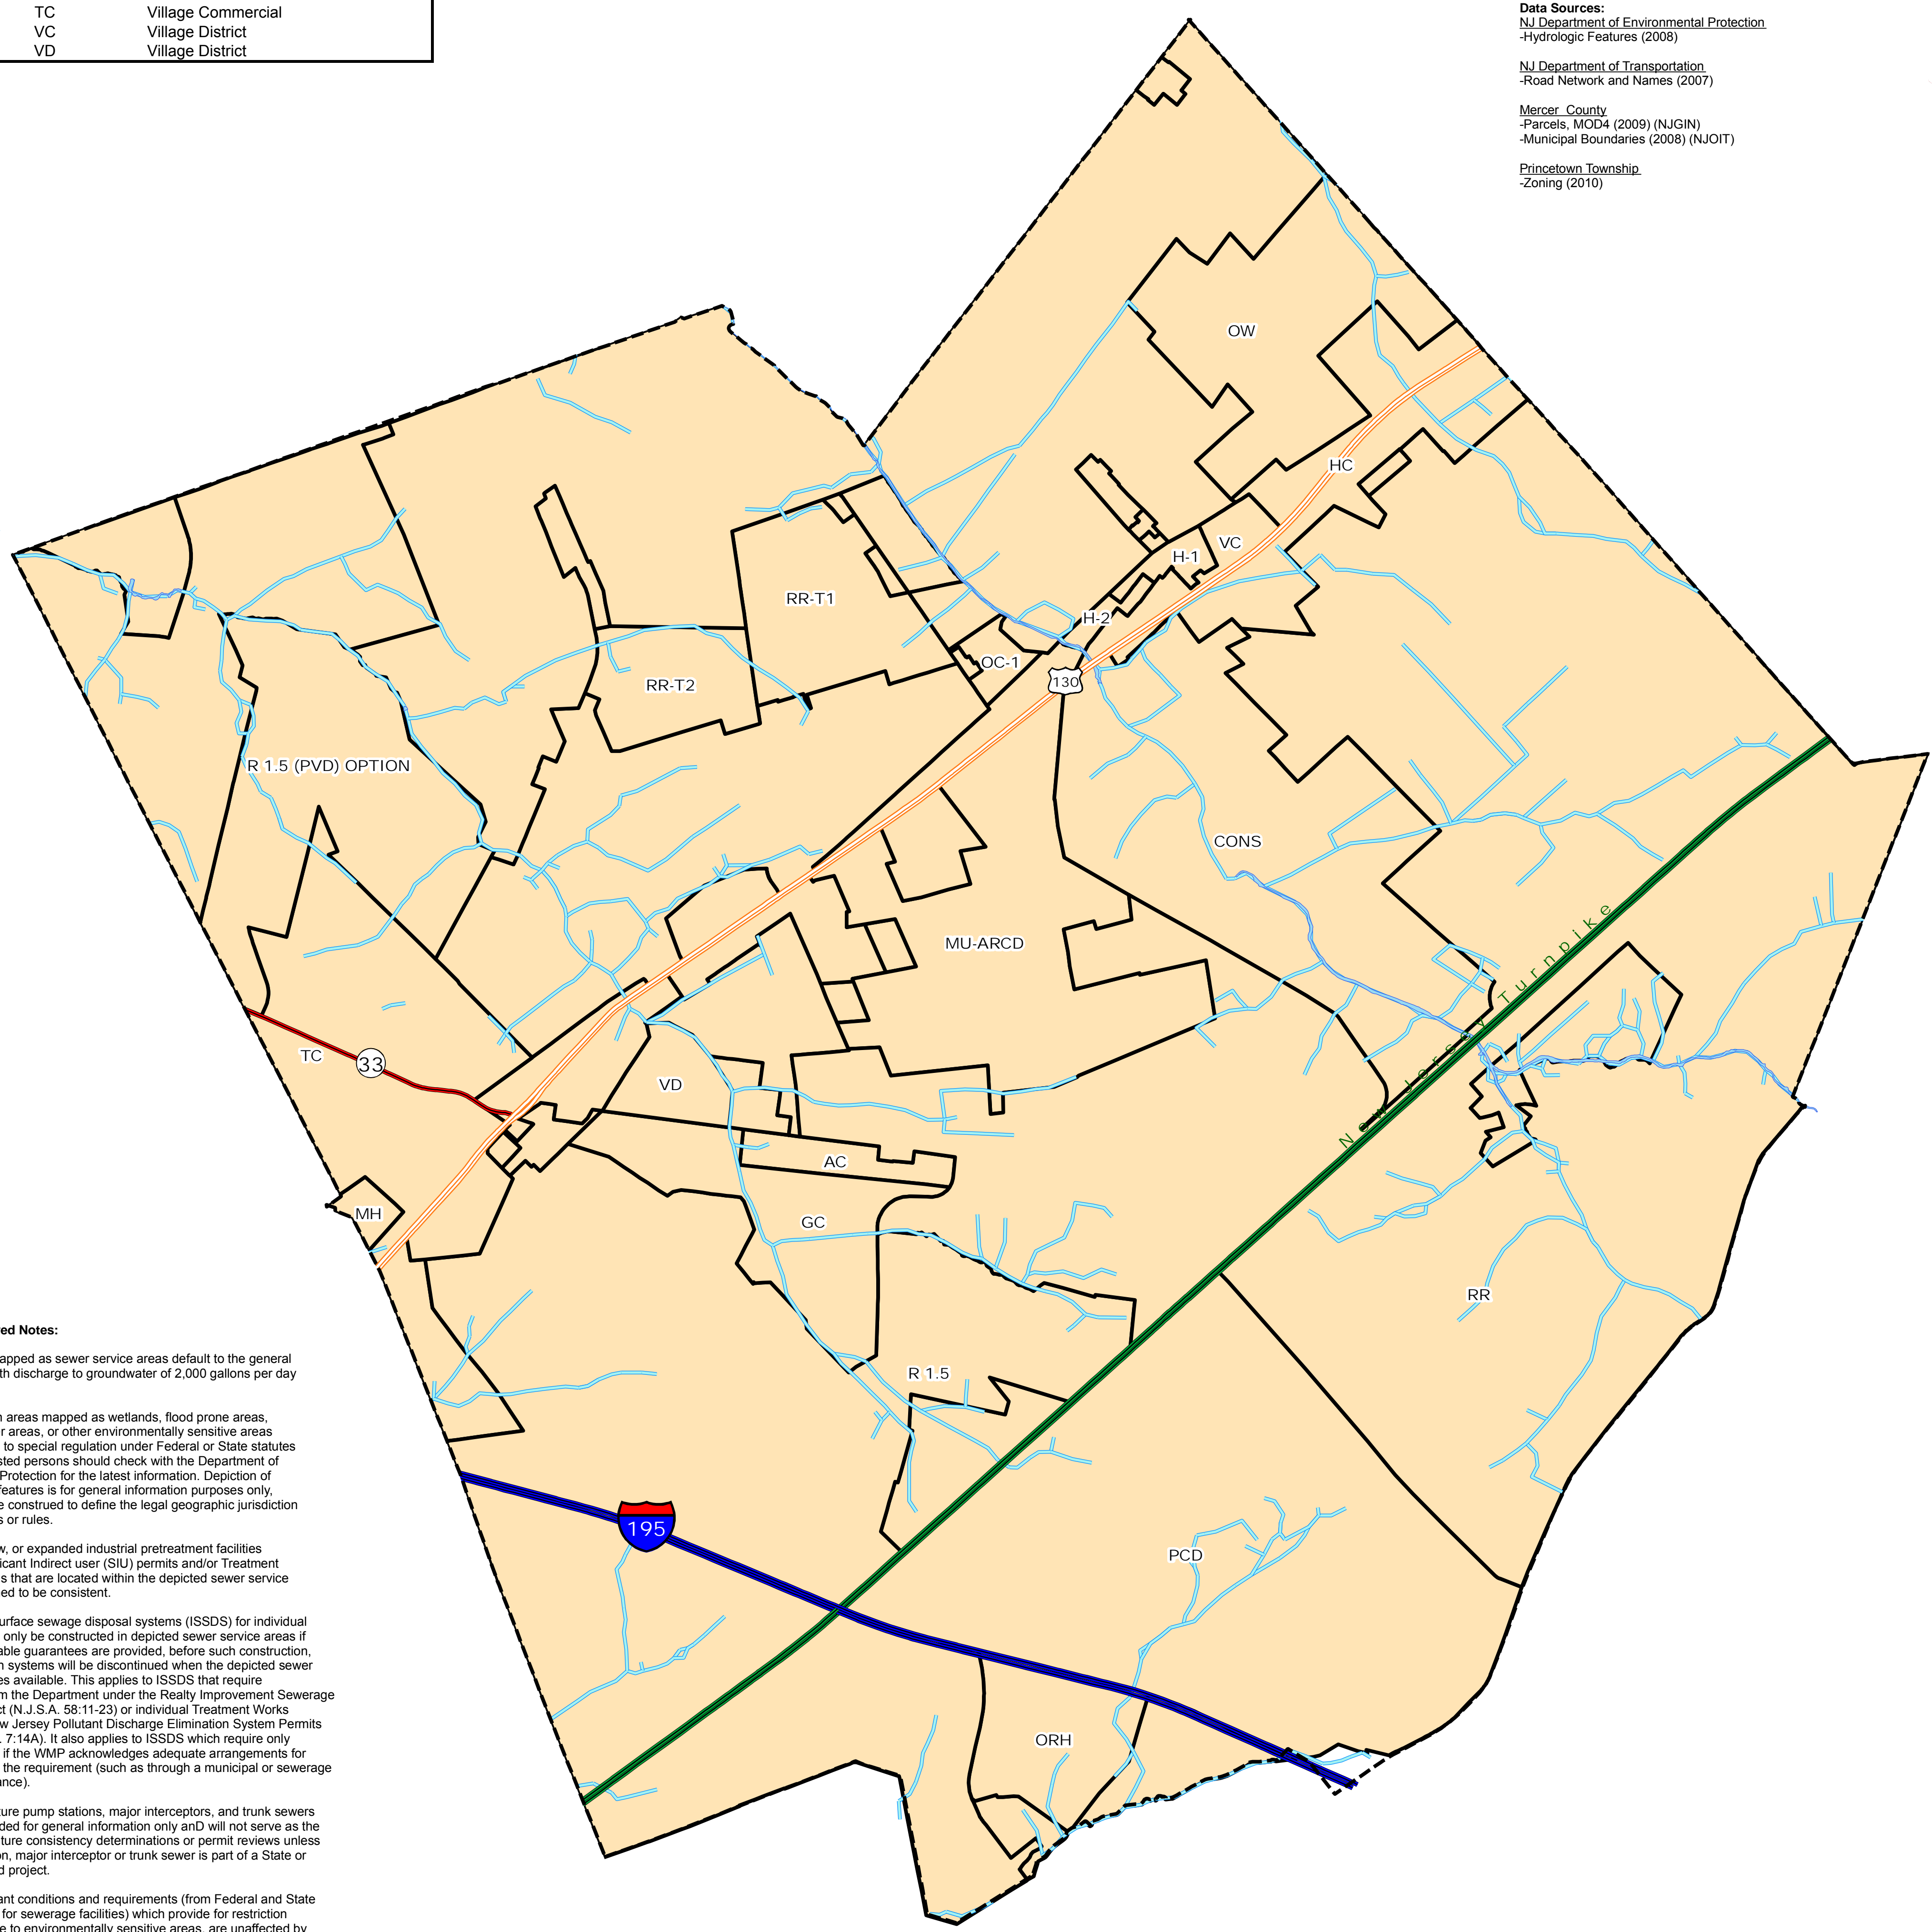 TC Village Commercial
VC Village District
VD Village District
Data Sources:
NJ Department of Environmental Protection
-Hydrologic Features (2008)
NJ Department of Transportation
-Road Network and Names (2007)
Mercer County
-Parcels, MOD4 (2009) (NJGIN)
-Municipal Boundaries (2008) (NJOIT)
Princetown Township
-Zoning (2010)
OW
HC
VC
H-1
RR-T1
H-2
OC-1
130
RR-T2
R 1.5 (PVD) OPTION
CONS
MU-ARCD
New Jersey Turnpike
TC
33
VD
AC
MH
GC
RR
R 1.5
195
PCD
ORH
ed Notes:
apped as sewer service areas default to the general
th discharge to groundwater of 2,000 gallons per day
n areas mapped as wetlands, flood prone areas,
r areas, or other environmentally sensitive areas
to special regulation under Federal or State statutes
sted persons should check with the Department of
Protection for the latest information. Depiction of
features is for general information purposes only,
e construed to define the legal geographic jurisdiction
s or rules.
w, or expanded industrial pretreatment facilities
icant Indirect user (SIU) permits and/or Treatment
s that are located within the depicted sewer service
ed to be consistent.
urface sewage disposal systems (ISSDS) for individual
only be constructed in depicted sewer service areas if
able guarantees are provided, before such construction,
h systems will be discontinued when the depicted sewer
es available. This applies to ISSDS that require
m the Department under the Realty Improvement Sewerage
ct (N.J.S.A. 58:11-23) or individual Treatment Works
w Jersey Pollutant Discharge Elimination System Permits
. 7:14A). It also applies to ISSDS which require only
if the WMP acknowledges adequate arrangements for
the requirement (such as through a municipal or sewerage
ance).
ture pump stations, major interceptors, and trunk sewers
ded for general information only anD will not serve as the
ture consistency determinations or permit reviews unless
on, major interceptor or trunk sewer is part of a State or
d project.
ant conditions and requirements (from Federal and State
for sewerage facilities) which provide for restriction
e to environmentally sensitive areas, are unaffected by